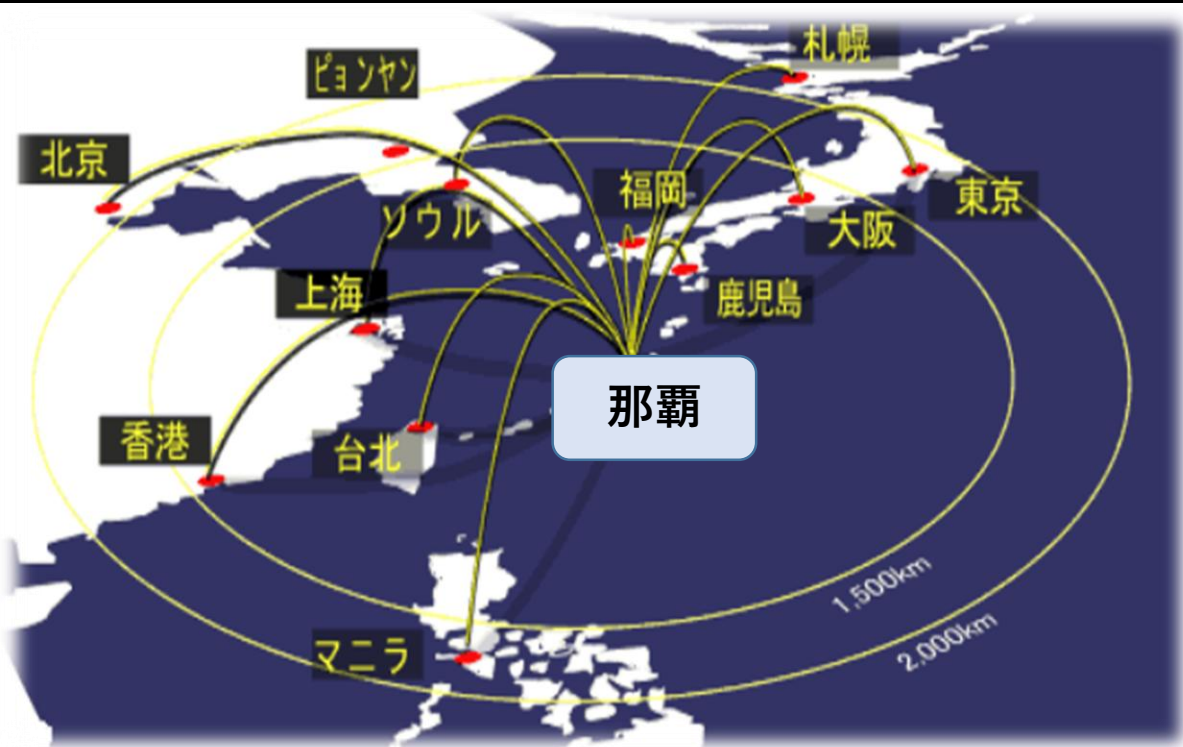 札幌
ピョンヤン
北京
福岡
東京
ソウル
大阪
上海
鹿児島
那覇
香港
台北
1,500km
2,000km
マニラ